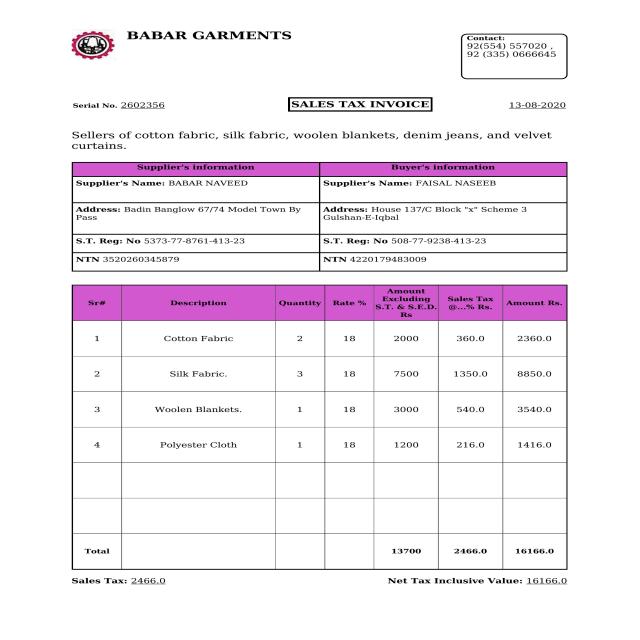 BABAR GARMENTS
Contact:
92(554) 557020 ,
92 (335) 0666645
Serial No. 2602356 SALES TAX INVOICE 13-08-2020
Sellers of cotton fabric, silk fabric, woolen blankets, denim jeans, and velvet
curtains.
Supplier's information Buyer's information
Supplier's Name: BABAR NAVEED Supplier's Name: FAISAL NASEEB
Address: Badin Banglow 67/74 Model Town By
Pass
Address: House 137/C Block "x" Scheme 3
Gulshan-E-Iqbal
S.T. Reg: No 5373-77-8761-413-23 S.T. Reg: No 508-77-9238-413-23
NTN 3520260345879 NTN 4220179483009
Sr# Description Quantity Rate % Amount Excluding S.T. & S.E.D. Rs Sales Tax @...% Rs. Amount Rs.
1 Cotton Fabric 2 18 2000 360.0 2360.0
2 Silk Fabric. 3 18 7500 1350.0 8850.0
3 Woolen Blankets. 1 18 3000 540.0 3540.0
4 Polyester Cloth 1 18 1200 216.0 1416.0
Total 13700 2466.0 16166.0
Sales Tax: 2466.0 Net Tax Inclusive Value: 16166.0